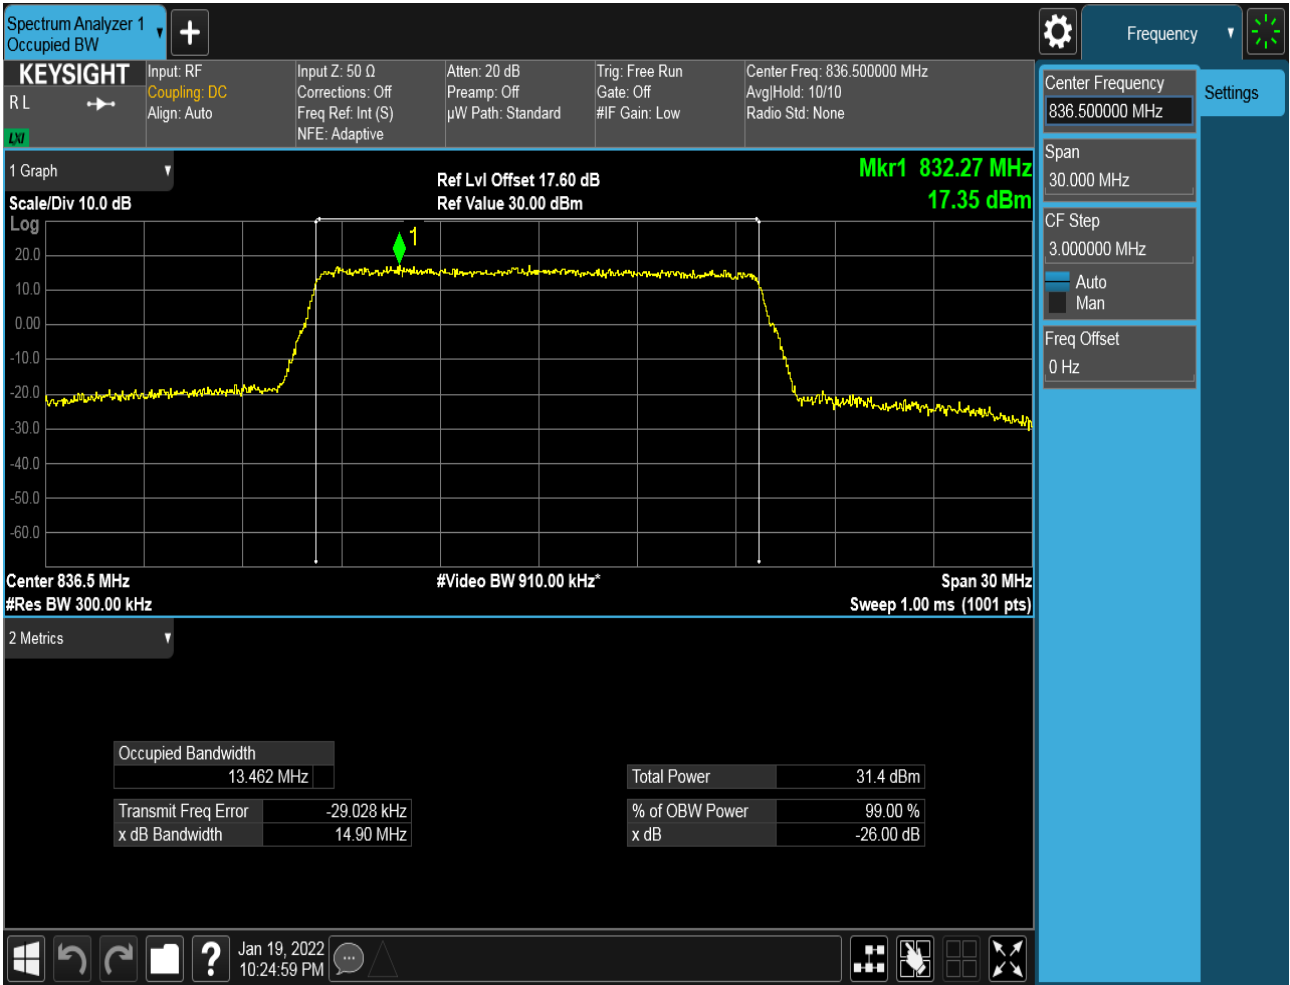 Spectrum Analyzer 1
Occupied BW
+
Frequency
KEYSIGHT
R L
LXI
Input: RF
Coupling: DC
Align: Auto
Input Z: 50 Ω
Corrections: Off
Freq Ref: Int (S)
NFE: Adaptive
Atten: 20 dB
Preamp: Off
µW Path: Standard
Trig: Free Run
Gate: Off
#IF Gain: Low
Center Freq: 836.500000 MHz
Avg|Hold: 10/10
Radio Std: None
Center Frequency
836.500000 MHz
Settings
Span
30.000 MHz
CF Step
3.000000 MHz
Auto
Man
Freq Offset
0 Hz
1 Graph
Ref Lvl Offset 17.60 dB
Mkr1 832.27 MHz
Scale/Div 10.0 dB
Ref Value 30.00 dBm
17.35 dBm
Log
1
20.0
10.0
0.00
-10.0
-20.0
-30.0
-40.0
-50.0
-60.0
Center 836.5 MHz
#Video BW 910.00 kHz*
Span 30 MHz
#Res BW 300.00 kHz
Sweep 1.00 ms (1001 pts)
2 Metrics
Occupied Bandwidth
13.462 MHz
Total Power 31.4 dBm
Transmit Freq Error -29.028 kHz
% of OBW Power 99.00 %
x dB Bandwidth 14.90 MHz
x dB -26.00 dB
?
Jan 19, 2022
10:24:59 PM